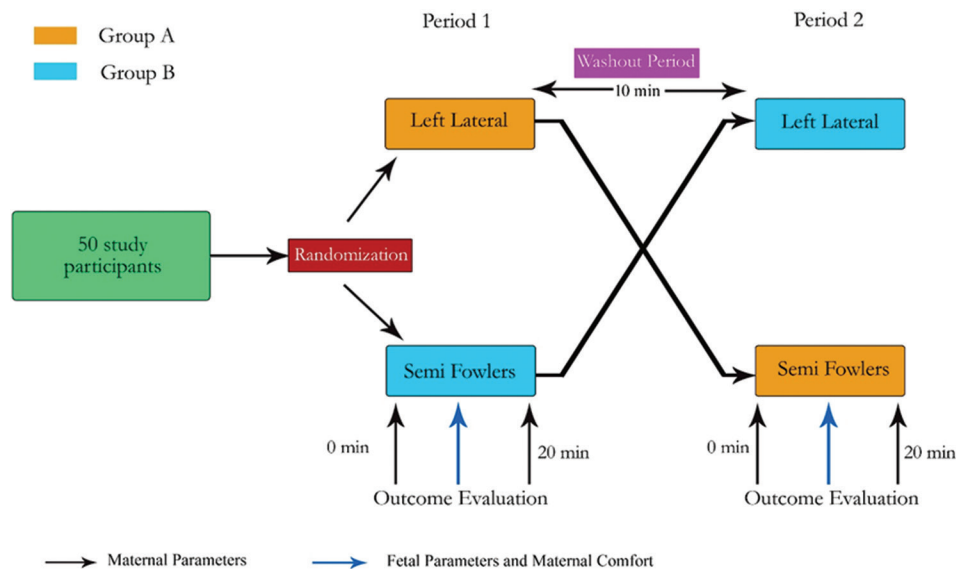 Period 1
Period 2
Group A
Group B
Washout Period
10 min
Left Lateral
Left Lateral
50 study
participants
Randomization
Semi Fowlers
Semi Fowlers
0 min
20 min
0 min
20 min
Outcome Evaluation
Outcome Evaluation
Maternal Parameters
Fetal Parameters and Maternal Comfort